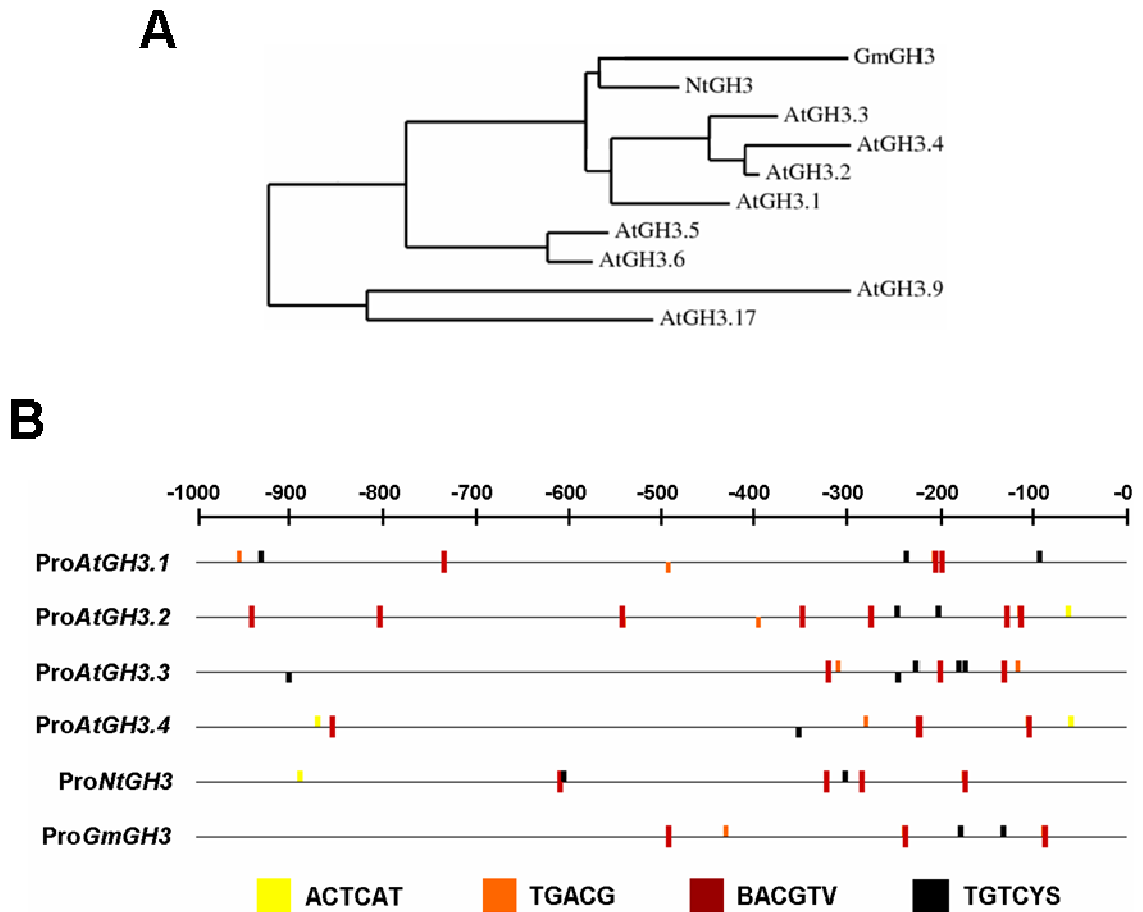 A
GmGH3
NtGH3
AtGH3.3
AtGH3.4
AtGH3.2
AtGH3.1
AtGH3.5
AtGH3.6
AtGH3.9
AtGH3.17
B
-1000 -900 -800 -700 -600 -500 -400 -300 -200 -100 -0
ProAtGH3.1
ProAtGH3.2
ProAtGH3.3
ProAtGH3.4
ProNtGH3
ProGmGH3
ACTCAT TGACG BACGTV TGTCYS